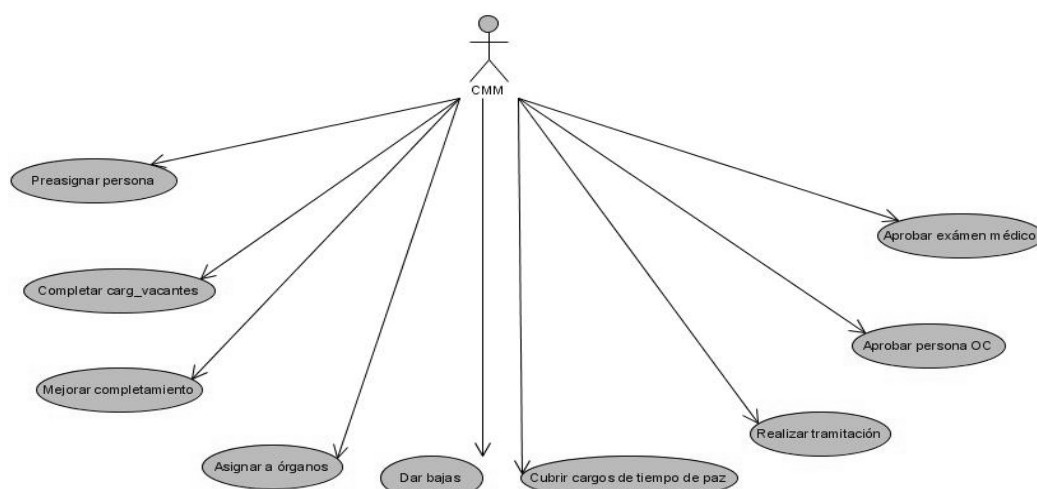 CMM
Preasignar persona
Aprobar exámen médico
Completar carg_vacantes
Aprobar persona OC
Mejorar completamiento
Realizar tramitación
Asignar a órganos
Dar bajas
Cubrir cargos de tiempo de paz